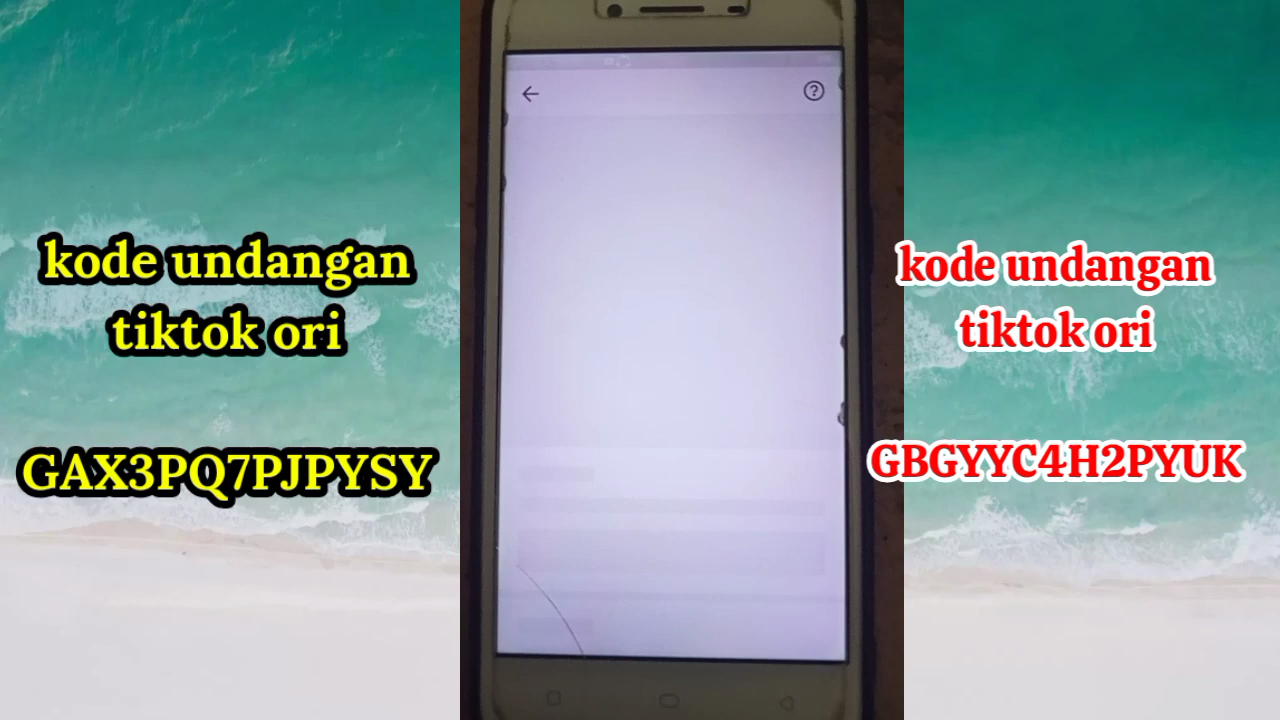 kode undangan
tiktok ori
GAX3PQ7PJPYSY
kode undangan
tiktok ori
GBGYYC4H2PYUK